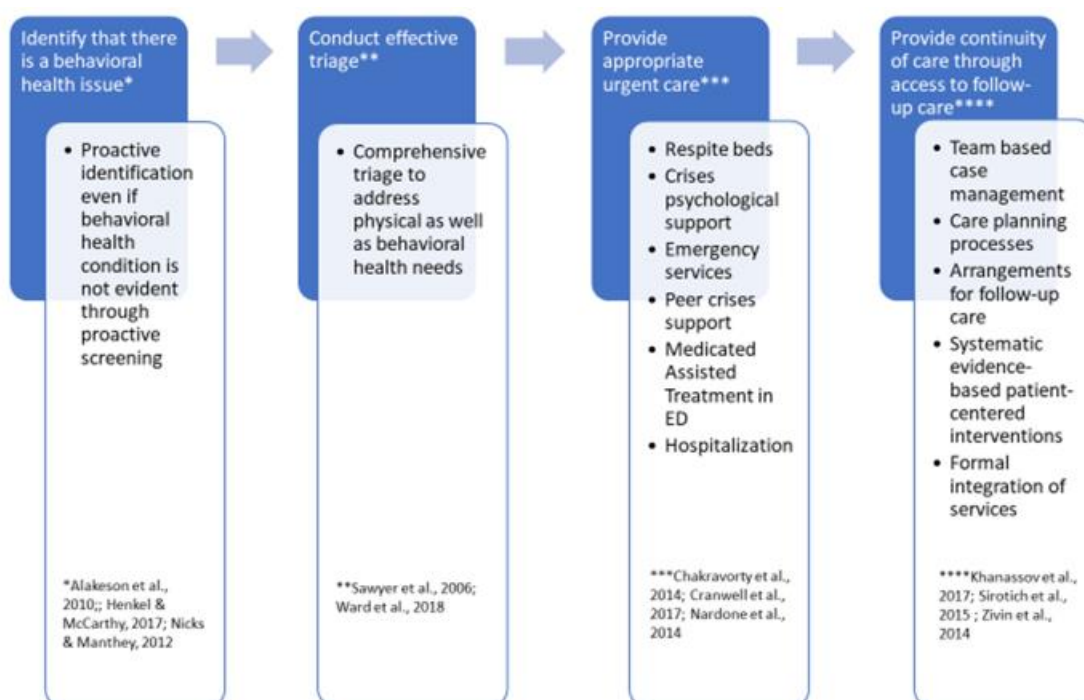 Identify that there
is a behavioral
health issue*
• Proactive
identification
even if
behavioral
health
condition is
not evident
through
proactive
screening
*Alakeson et al.,
2010;; Henkel &
McCarthy, 2017; Nicks
& Manthey, 2012
Conduct effective
triage**
• Comprehensive
triage to
address
physical as well
as behavioral
health needs
**Sawyer et al., 2006;
Ward et al., 2018
Provide
appropriate
urgent care***
• Respite beds
• Crises
psychological
support
• Emergency
services
• Peer crises
support
• Medicated
Assisted
Treatment in
ED
• Hospitalization
***Chakravorty et al.,
2014; Cranwell et al.,
2017; Nardone et al.,
2014
Provide continuity
of care through
access to follow-
up care****
• Team based
case
management
• Care planning
processes
• Arrangements
for follow-up
care
• Systematic
evidence-
based patient-
centered
interventions
• Formal
integration of
services
****Khanassov et al.,
2017; Sirotich et al.,
2015 ; Zivin et al.,
2014